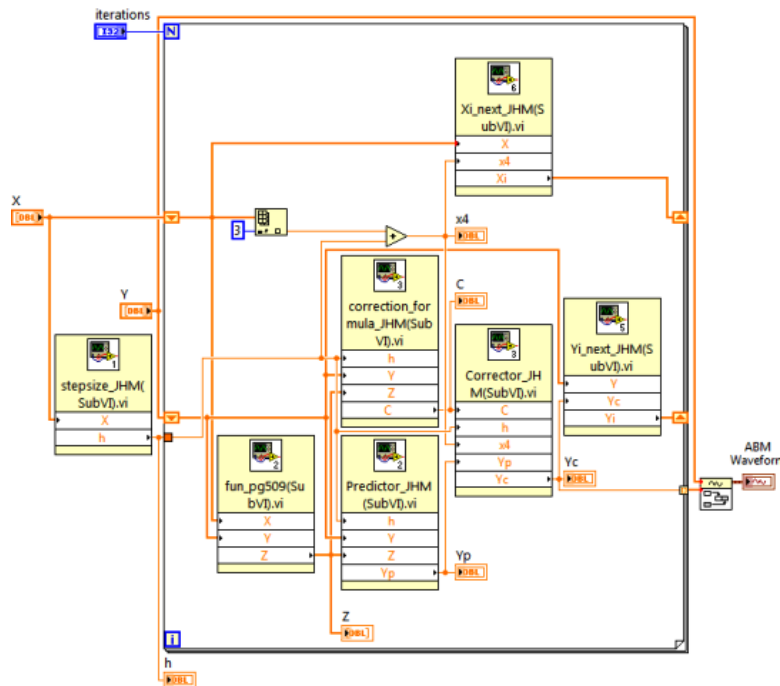 iterations
I32
N
6
Xi_next_JHM(S
ubVI).vi
X
x4
Xi
X
DBL
3
x4
DBL
3
correction_for
mula_JHM(Sub
VI).vi
h
Y
Z
C
C
DBL
Y
DBL
1
stepsize_JHM(
SubVI).vi
X
h
3
Corrector_JH
M(SubVI).vi
C
h
x4
Yp
Yc
5
Yi_next_JHM(S
ubVI).vi
Y
Yc
Yi
2
fun_pg509(Su
bVI).vi
X
Y
Z
2
Predictor_JHM
(SubVI).vi
h
Y
Z
Yp
Yc
DBL
ABM
Waveform
Yp
DBL
Z
DBL
i
h
DBL